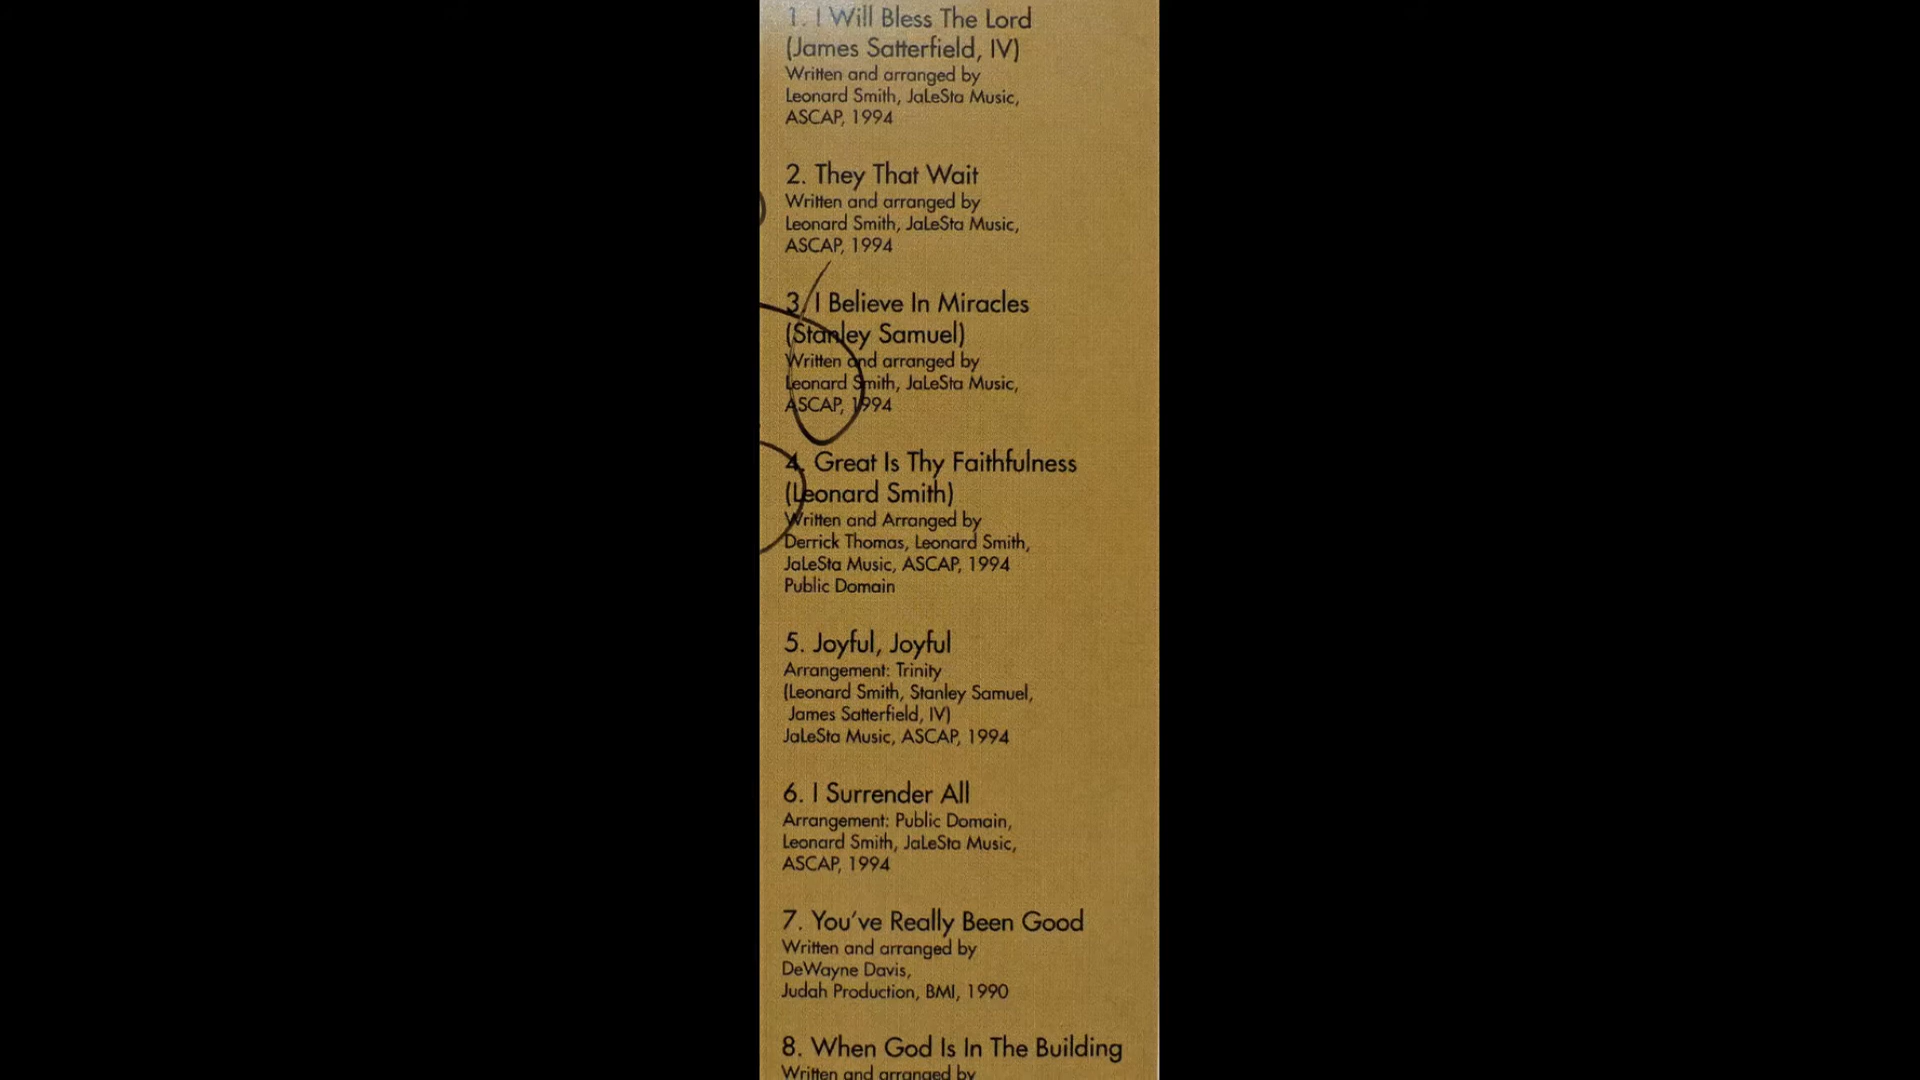 1. I Will Bless The Lord
(James Satterfield, IV)
Written and arranged by
Leonard Smith, JaLeSta Music,
ASCAP, 1994
2. They That Wait
Written and arranged by
Leonard Smith, JaLeSta Music,
ASCAP, 1994
3. I Believe In Miracles
(Stanley Samuel)
Written and arranged by
Leonard Smith, JaLeSta Music,
ASCAP, 1994
4. Great Is Thy Faithfulness
(Leonard Smith)
Written and Arranged by
Derrick Thomas, Leonard Smith,
JaLeSta Music, ASCAP, 1994
Public Domain
5. Joyful, Joyful
Arrangement: Trinity
(Leonard Smith, Stanley Samuel,
James Satterfield, IV)
JaLeSta Music, ASCAP, 1994
6. I Surrender All
Arrangement: Public Domain,
Leonard Smith, JaLeSta Music,
ASCAP, 1994
7. You've Really Been Good
Written and arranged by
DeWayne Davis,
Judah Production, BMI, 1990
8. When God Is In The Building
Written and arranged by